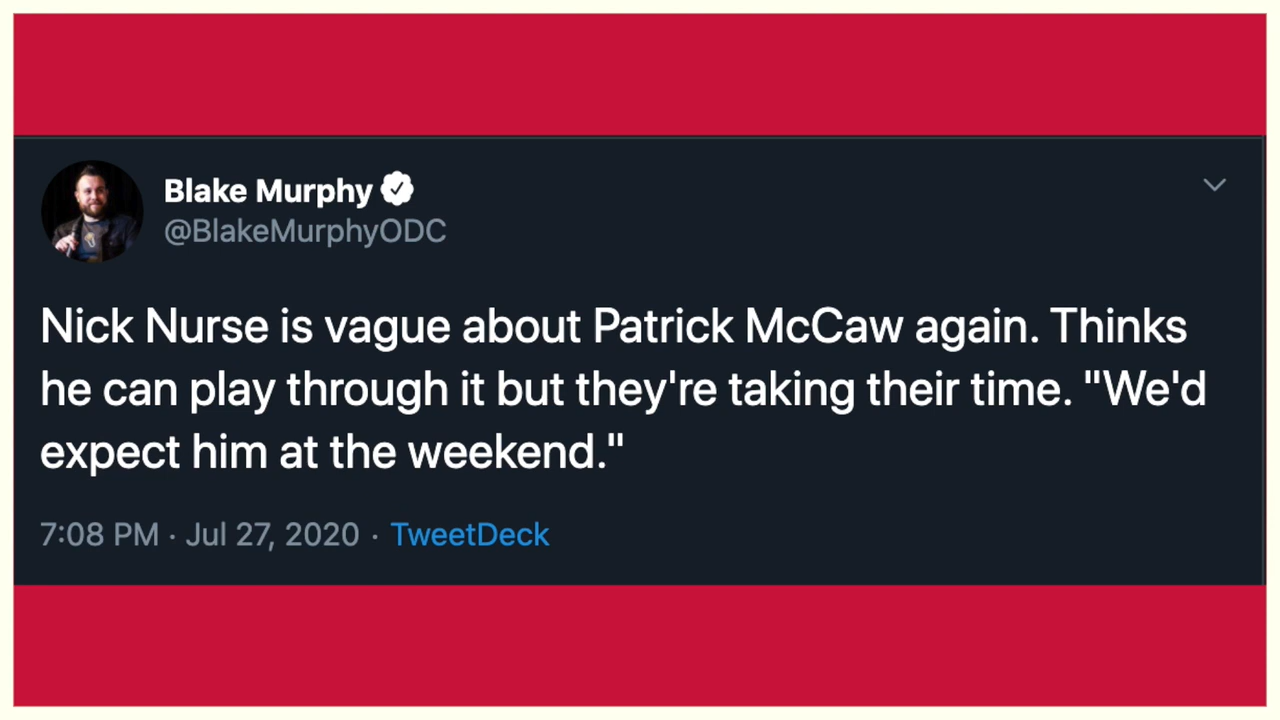 Blake Murphy
@BlakeMurphyODC
Nick Nurse is vague about Patrick McCaw again. Thinks
he can play through it but they're taking their time. "We'd
expect him at the weekend."
7:08 PM · Jul 27, 2020 · TweetDeck